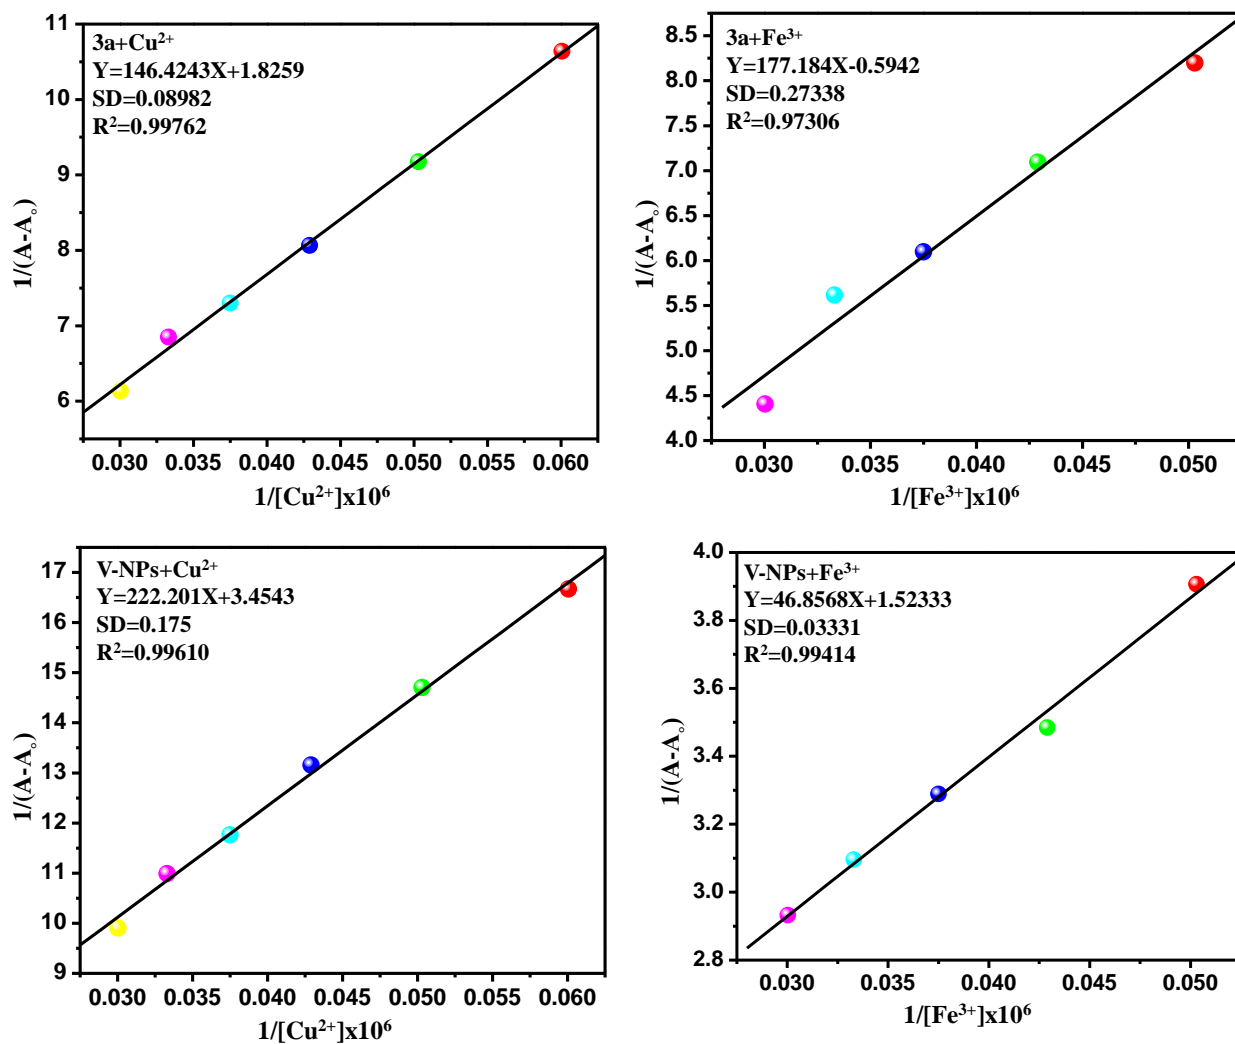 3a+Cu²⁺
Y=146.4243X+1.8259
SD=0.08982
R²=0.99762
11
10
9
8
7
6
1/(A-A₀)
0.030 0.035 0.040 0.045 0.050 0.055 0.060
1/[Cu²⁺]x10⁶
3a+Fe³⁺
Y=177.184X-0.5942
SD=0.27338
R²=0.97306
8.5
8.0
7.5
7.0
6.5
6.0
5.5
5.0
4.5
4.0
1/(A-A₀)
0.030 0.035 0.040 0.045 0.050
1/[Fe³⁺]x10⁶
V-NPs+Cu²⁺
Y=222.201X+3.4543
SD=0.175
R²=0.99610
17
16
15
14
13
12
11
10
9
1/(A-A₀)
0.030 0.035 0.040 0.045 0.050 0.055 0.060
1/[Cu²⁺]x10⁶
V-NPs+Fe³⁺
Y=46.8568X+1.52333
SD=0.03331
R²=0.99414
4.0
3.8
3.6
3.4
3.2
3.0
2.8
1/(A-A₀)
0.030 0.035 0.040 0.045 0.050
1/[Fe³⁺]x10⁶